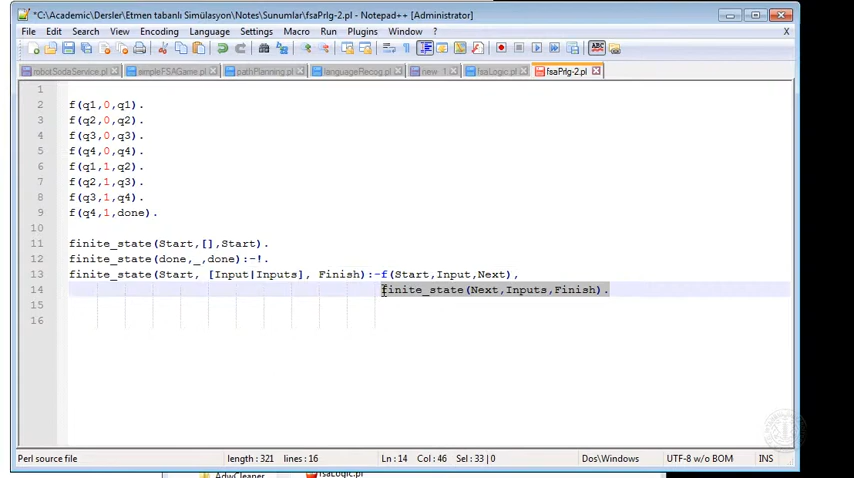 *C:\Academic\Dersler\Etmen tabanlı Simülasyon\Notes\Sunumlar\fsaPrlg-2.pl - Notepad++ [Administrator]
File Edit Search View Encoding Language Settings Macro Run Plugins Window ? X
robotSodaService.pl simpleFSAGame.pl pathPlanning.pl languageRecog.pl new 1 fsaLogic.pl fsaPrlg-2.pl
1
2 f(q1,0,q1).
3 f(q2,0,q2).
4 f(q3,0,q3).
5 f(q4,0,q4).
6 f(q1,1,q2).
7 f(q2,1,q3).
8 f(q3,1,q4).
9 f(q4,1,done).
10
11 finite_state(Start,[],Start).
12 finite_state(done,_,done):-!.
13 finite_state(Start, [Input|Inputs], Finish):-f(Start,Input,Next),
14 finite_state(Next,Inputs,Finish).
15
16
Perl source file length : 321 lines : 16 Ln : 14 Col : 46 Sel : 33 | 0 Dos\Windows UTF-8 w/o BOM INS
AdwCleaner fsaLogic.pl